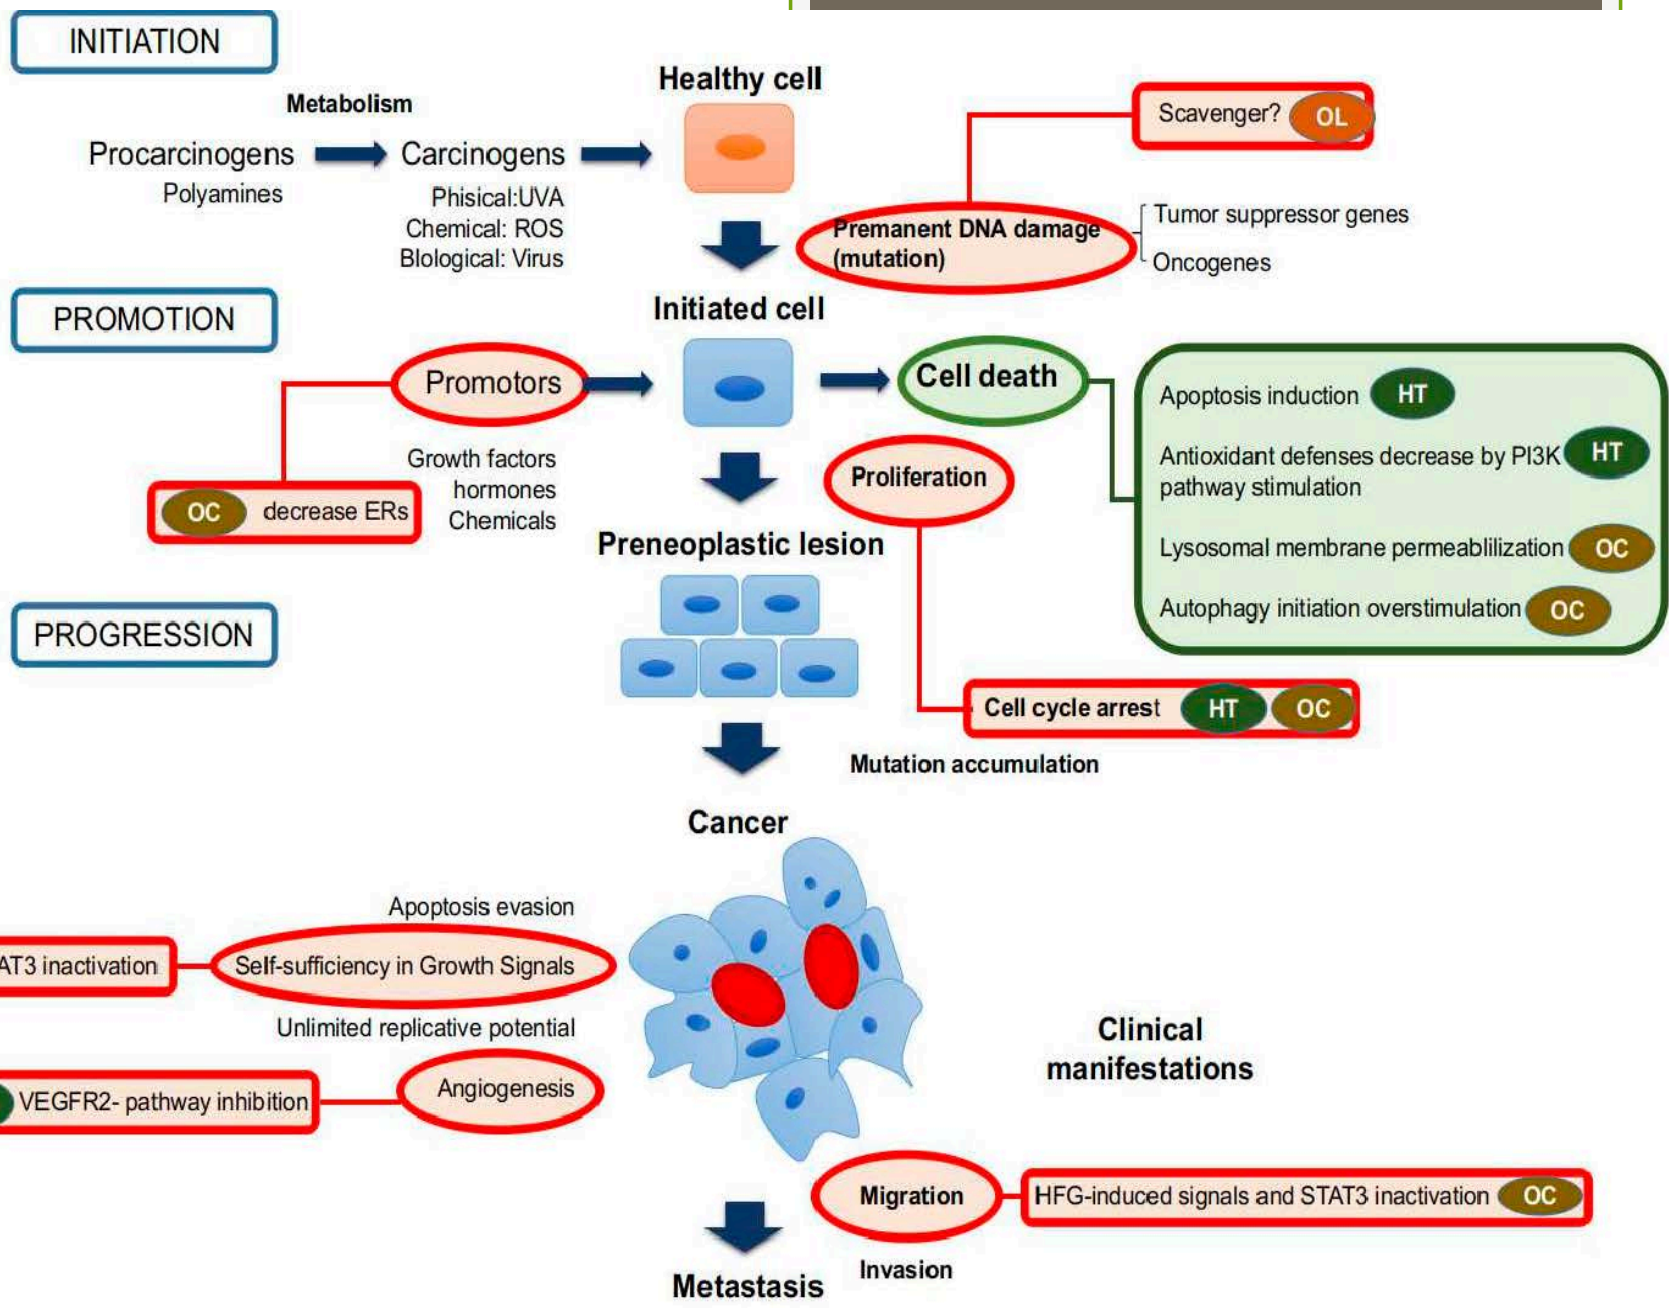 INITIATION
Healthy cell
Metabolism
Procarcinogens
Carcinogens
Polyamines
Phisical:UVA
Chemical: ROS
Blological: Virus
Scavenger? OL
Premanent DNA damage
(mutation)
Tumor suppressor genes
Oncogenes
PROMOTION
Initiated cell
Promotors
Cell death
Growth factors
hormones
Chemicals
OC decrease ERs
Apoptosis induction HT
Antioxidant defenses decrease by PI3K HT
pathway stimulation
Lysosomal membrane permeablilization OC
Autophagy initiation overstimulation OC
Proliferation
Preneoplastic lesion
PROGRESSION
Cell cycle arrest HT OC
Mutation accumulation
Cancer
Apoptosis evasion
AT3 inactivation
Self-sufficiency in Growth Signals
Unlimited replicative potential
VEGFR2- pathway inhibition
Angiogenesis
Clinical
manifestations
Migration
HFG-induced signals and STAT3 inactivation OC
Invasion
Metastasis